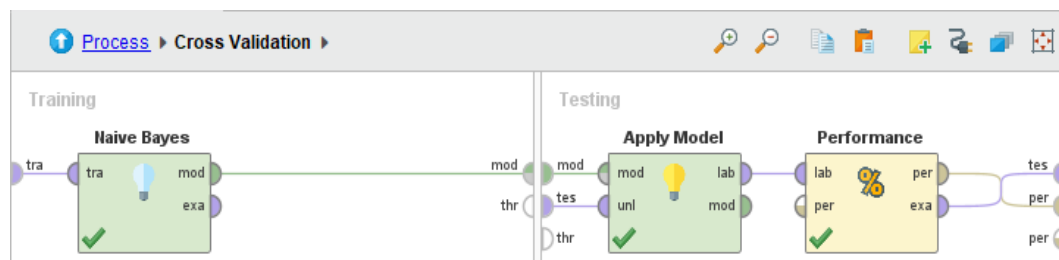 Process Cross Validation
Training
Testing
Naive Bayes
Apply Model
Performance
tra
tra
mod
mod
mod
mod
lab
lab
per
tes
exa
thr
tes
unl
mod
per
exa
per
thr
per
%